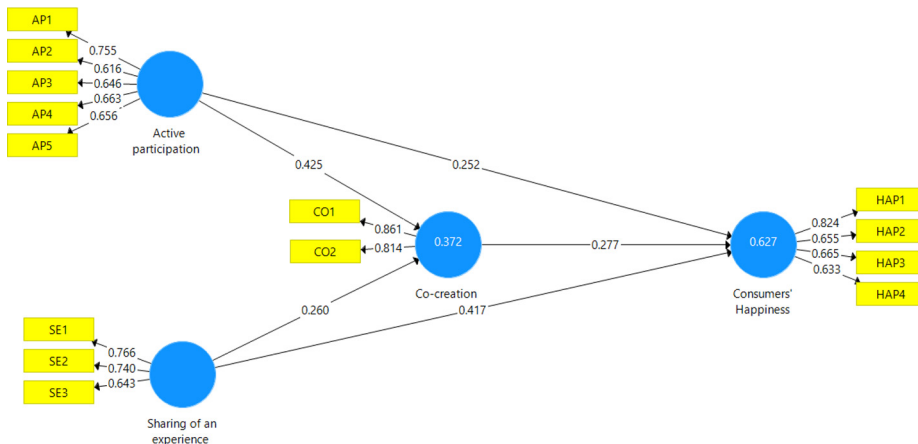 AP1
AP2
AP3
AP4
AP5
0.755
0.616
0.646
0.663
0.656
Active
participation
0.425
0.252
CO1
CO2
0.861
0.814
0.372
Co-creation
0.277
0.627
Consumers'
Happiness
0.824
0.655
0.665
0.633
HAP1
HAP2
HAP3
HAP4
0.260
0.417
SE1
SE2
SE3
0.766
0.740
0.643
Sharing of an
experience